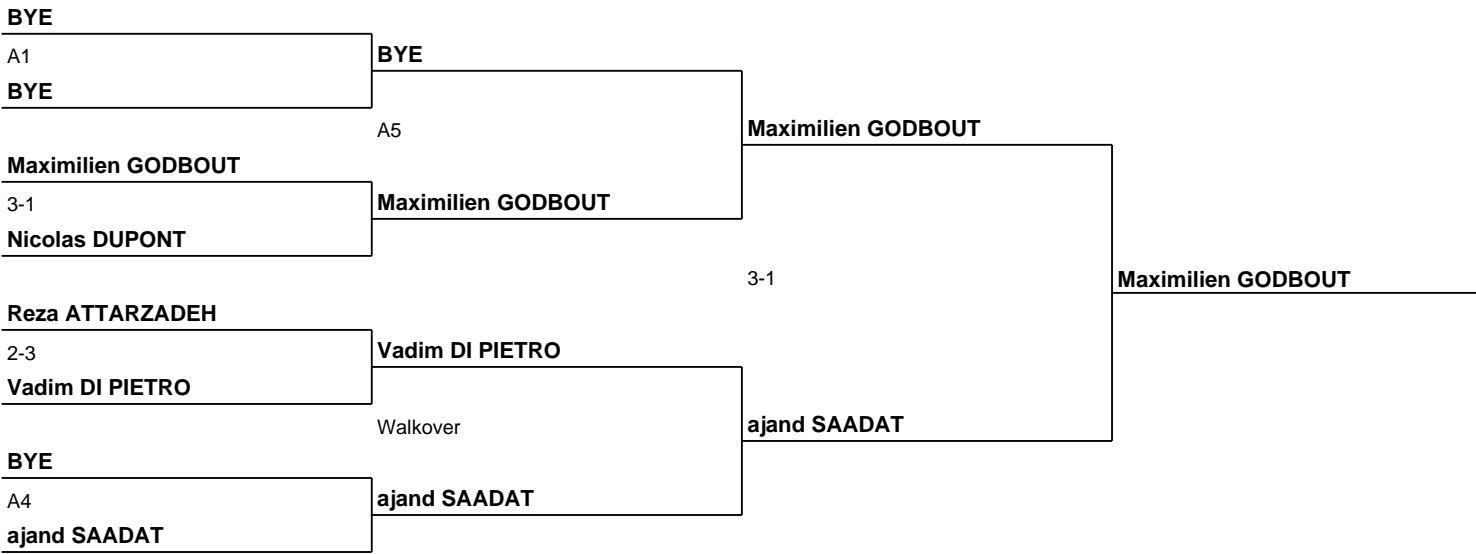 BYE
A1
BYE
BYE
A5
Maximilien GODBOUT
Maximilien GODBOUT
3-1
Maximilien GODBOUT
Nicolas DUPONT
3-1
Maximilien GODBOUT
Reza ATTARZADEH
2-3
Vadim DI PIETRO
Vadim DI PIETRO
Walkover
ajand SAADAT
BYE
A4
ajand SAADAT
ajand SAADAT